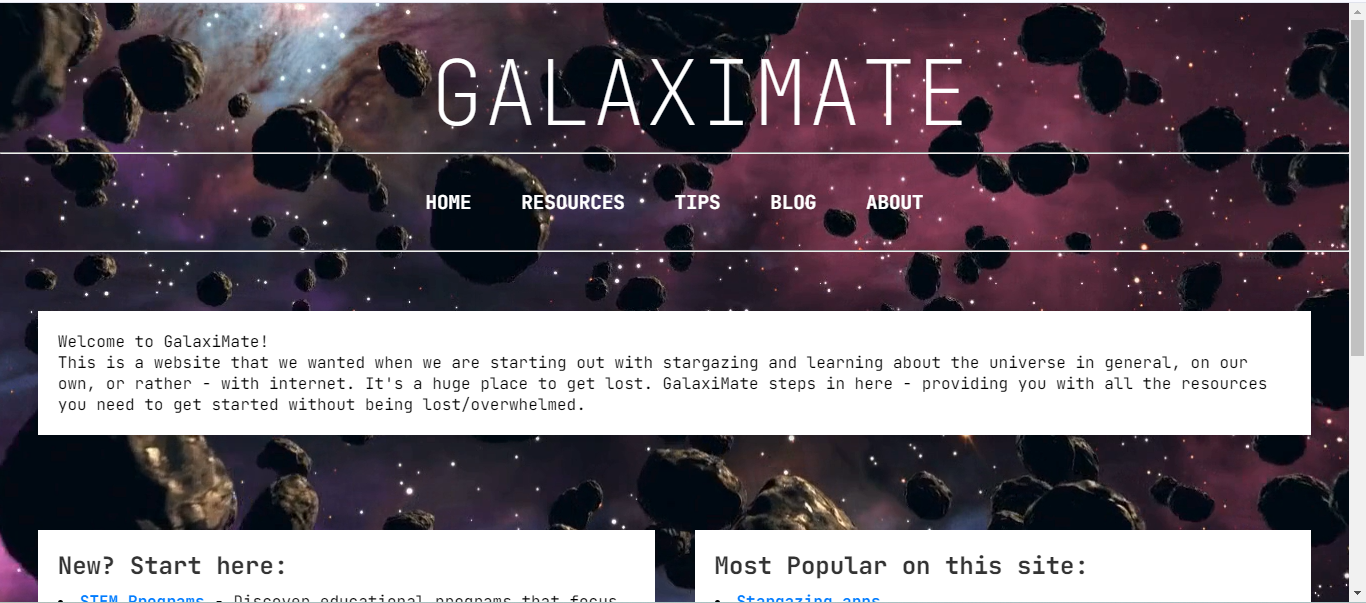 GALAXIMATE
HOME RESOURCES TIPS BLOG ABOUT
Welcome to GalaxiMate!
This is a website that we wanted when we are starting out with stargazing and learning about the universe in general, on our
own, or rather - with internet. It's a huge place to get lost. GalaxiMate steps in here - providing you with all the resources
you need to get started without being lost/overwhelmed.
New? Start here:
• STEM Programs - Discover educational programs that focus
Most Popular on this site:
• Stargazing apps